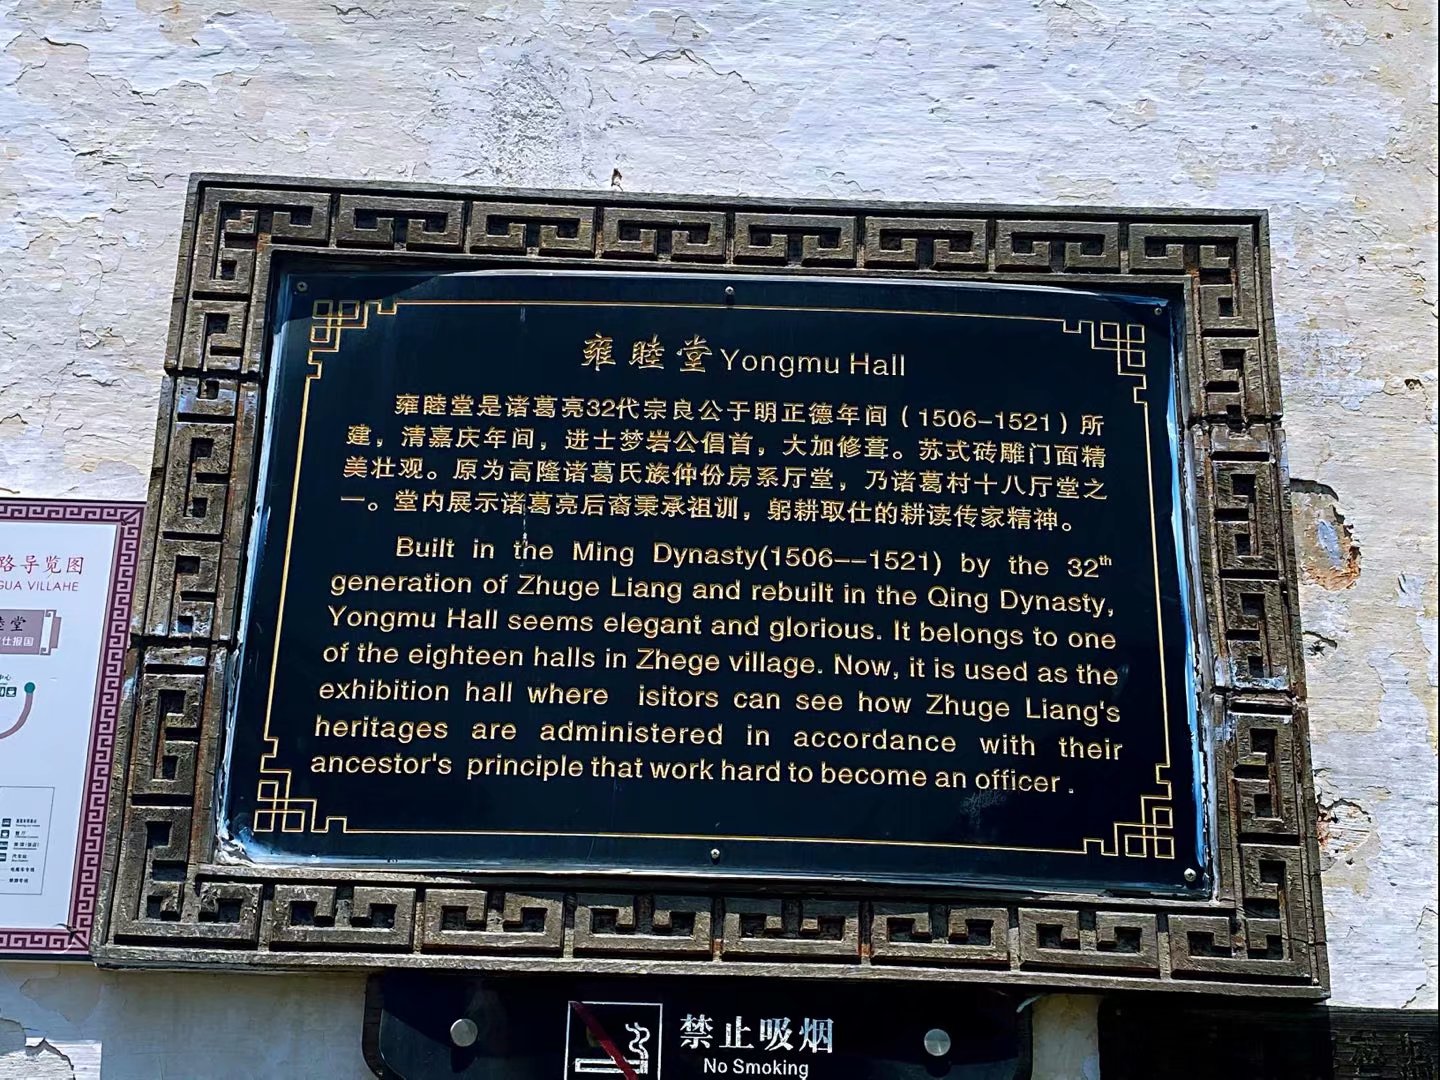 雍睦堂 Yongmu Hall
雍睦堂是诸葛亮32代宗良公于明正德年间（1506-1521）所
建，清嘉庆年间，进士梦岩公倡首，大加修葺。苏式砖雕门面精
美壮观。原为高隆诸葛氏族仲份房系厅堂，乃诸葛村十八厅堂之
一。堂内展示诸葛亮后裔秉承祖训，躬耕取仕的耕读传家精神。
Built in the Ming Dynasty(1506——1521) by the 32th
generation of Zhuge Liang and rebuilt in the Qing Dynasty,
Yongmu Hall seems elegant and glorious. It belongs to one
of the eighteen halls in Zhege village. Now, it is used as the
exhibition hall where isitors can see how Zhuge Liang's
heritages are administered in accordance with their
ancestor's principle that work hard to become an officer .
路导览图
GUA VILLAHE
堂
仕报国
中心
禁止吸烟
No Smoking